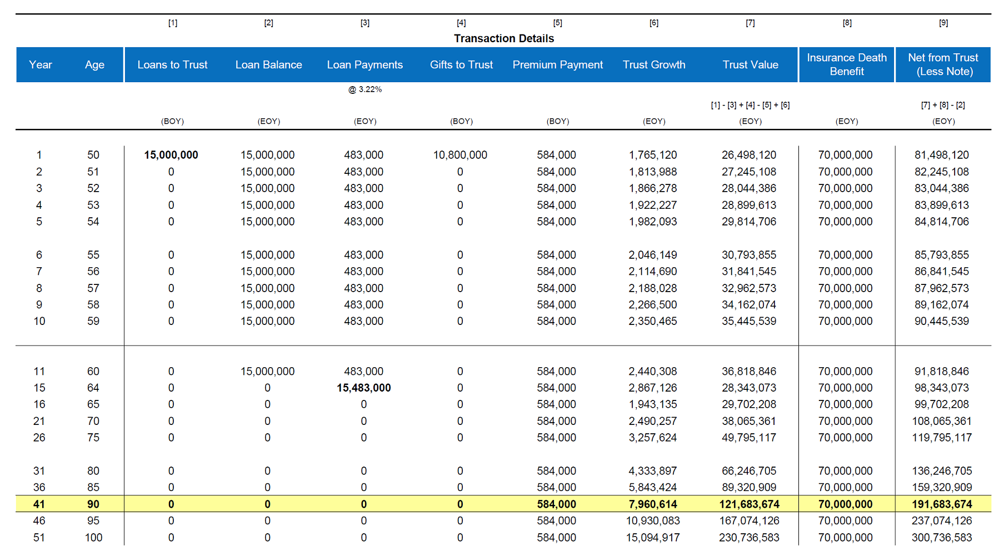 [1] [2] [3] [4] [5] [6] [7] [8] [9]
Transaction Details
Year Age Loans to Trust Loan Balance Loan Payments Gifts to Trust Premium Payment Trust Growth Trust Value Insurance Death Benefit Net from Trust (Less Note)
@ 3.22%
[1] - [3] + [4] - [5] + [6] [7] + [8] - [2]
(BOY) (EOY) (EOY) (BOY) (BOY) (EOY) (EOY) (EOY) (EOY)
1 50 15,000,000 15,000,000 483,000 10,800,000 584,000 1,765,120 26,498,120 70,000,000 81,498,120
2 51 0 15,000,000 483,000 0 584,000 1,813,988 27,245,108 70,000,000 82,245,108
3 52 0 15,000,000 483,000 0 584,000 1,866,278 28,044,386 70,000,000 83,044,386
4 53 0 15,000,000 483,000 0 584,000 1,922,227 28,899,613 70,000,000 83,899,613
5 54 0 15,000,000 483,000 0 584,000 1,982,093 29,814,706 70,000,000 84,814,706
6 55 0 15,000,000 483,000 0 584,000 2,046,149 30,793,855 70,000,000 85,793,855
7 56 0 15,000,000 483,000 0 584,000 2,114,690 31,841,545 70,000,000 86,841,545
8 57 0 15,000,000 483,000 0 584,000 2,188,028 32,962,573 70,000,000 87,962,573
9 58 0 15,000,000 483,000 0 584,000 2,266,500 34,162,074 70,000,000 89,162,074
10 59 0 15,000,000 483,000 0 584,000 2,350,465 35,445,539 70,000,000 90,445,539
11 60 0 15,000,000 483,000 0 584,000 2,440,308 36,818,846 70,000,000 91,818,846
15 64 0 0 15,483,000 0 584,000 2,867,126 28,343,073 70,000,000 98,343,073
16 65 0 0 0 0 584,000 1,943,135 29,702,208 70,000,000 99,702,208
21 70 0 0 0 0 584,000 2,490,257 38,065,361 70,000,000 108,065,361
26 75 0 0 0 0 584,000 3,257,624 49,795,117 70,000,000 119,795,117
31 80 0 0 0 0 584,000 4,333,897 66,246,705 70,000,000 136,246,705
36 85 0 0 0 0 584,000 5,843,424 89,320,909 70,000,000 159,320,909
41 90 0 0 0 0 584,000 7,960,614 121,683,674 70,000,000 191,683,674
46 95 0 0 0 0 584,000 10,930,083 167,074,126 70,000,000 237,074,126
51 100 0 0 0 0 584,000 15,094,917 230,736,583 70,000,000 300,736,583